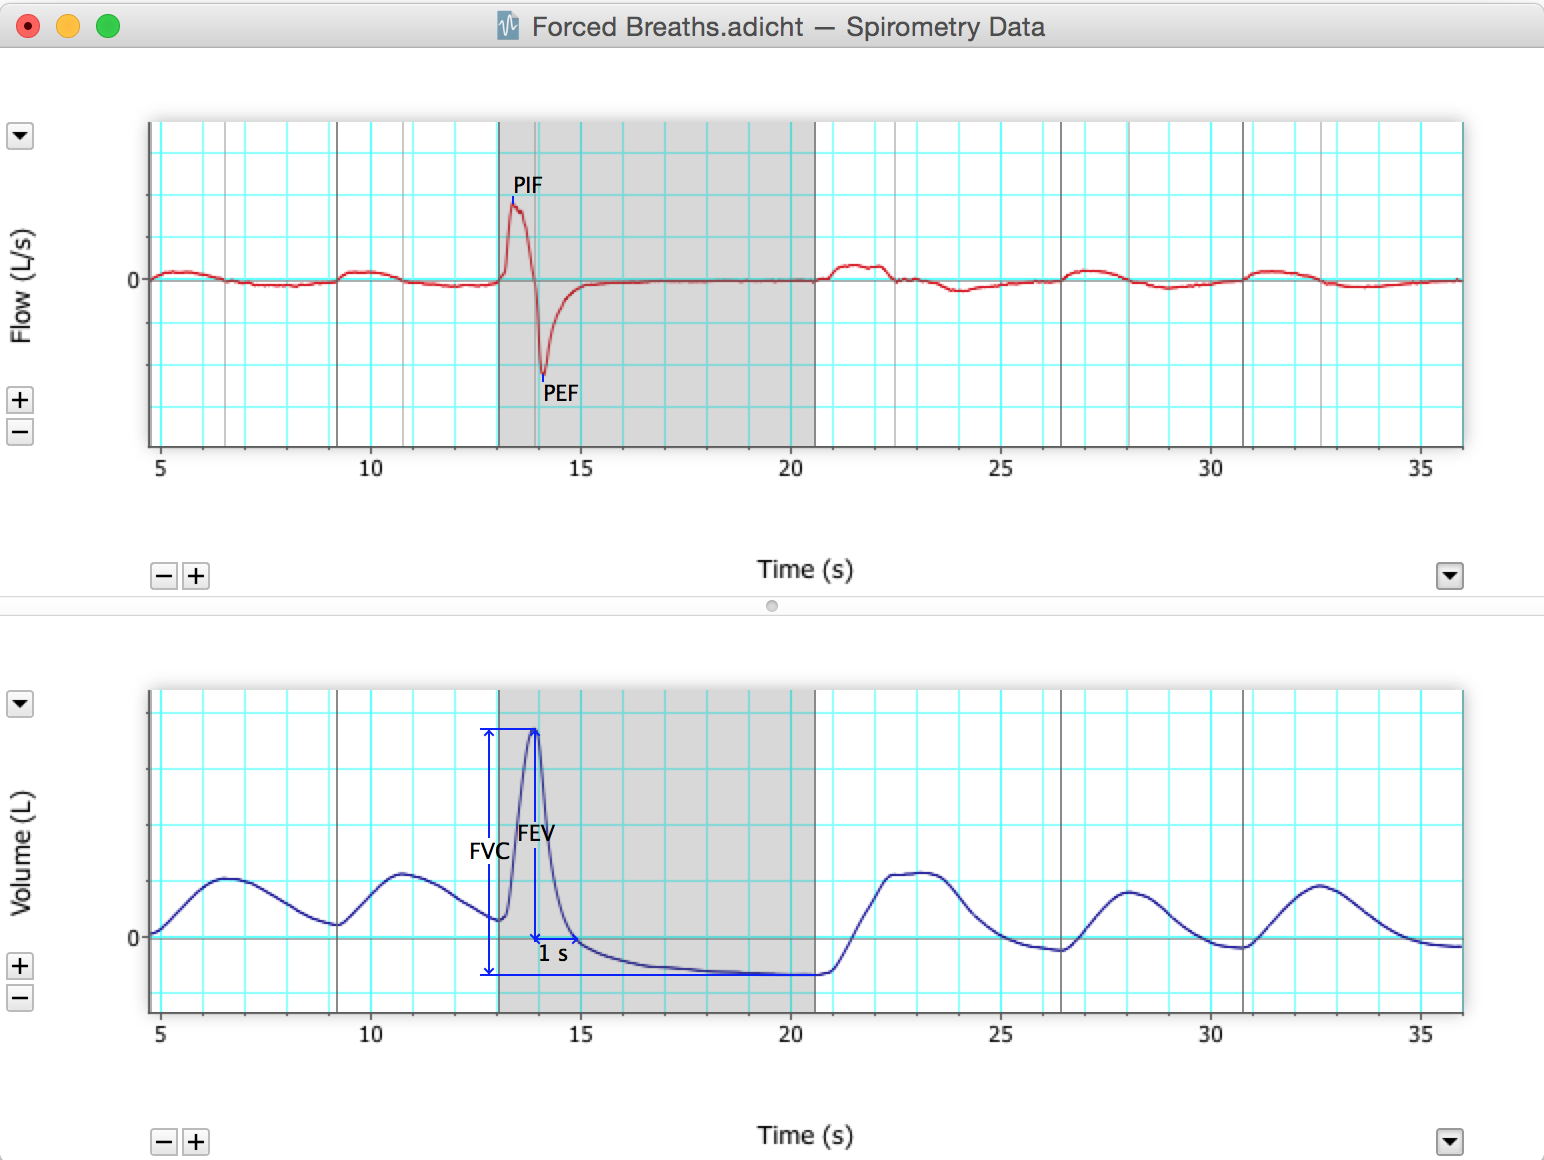 Forced Breaths.adicht — Spirometry Data
PIF
0
Flow (L/s)
PEF
+
−
5 10 15 20 25 30 35
− +
Time (s)
FEV
FVC
Volume (L)
0
1 s
+
−
5 10 15 20 25 30 35
− +
Time (s)